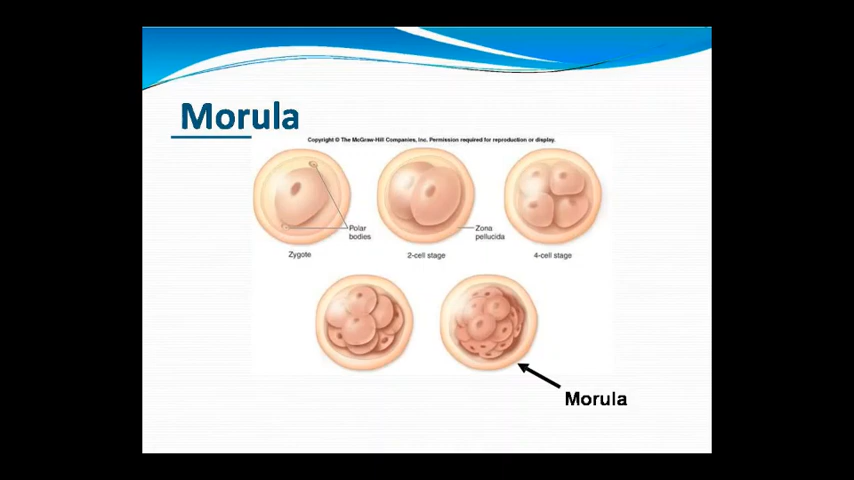 Morula
Copyright © The McGraw-Hill Companies, Inc. Permission required for reproduction or display.
Polar
bodies
Zona
pellucida
Zygote
2-cell stage
4-cell stage
Morula